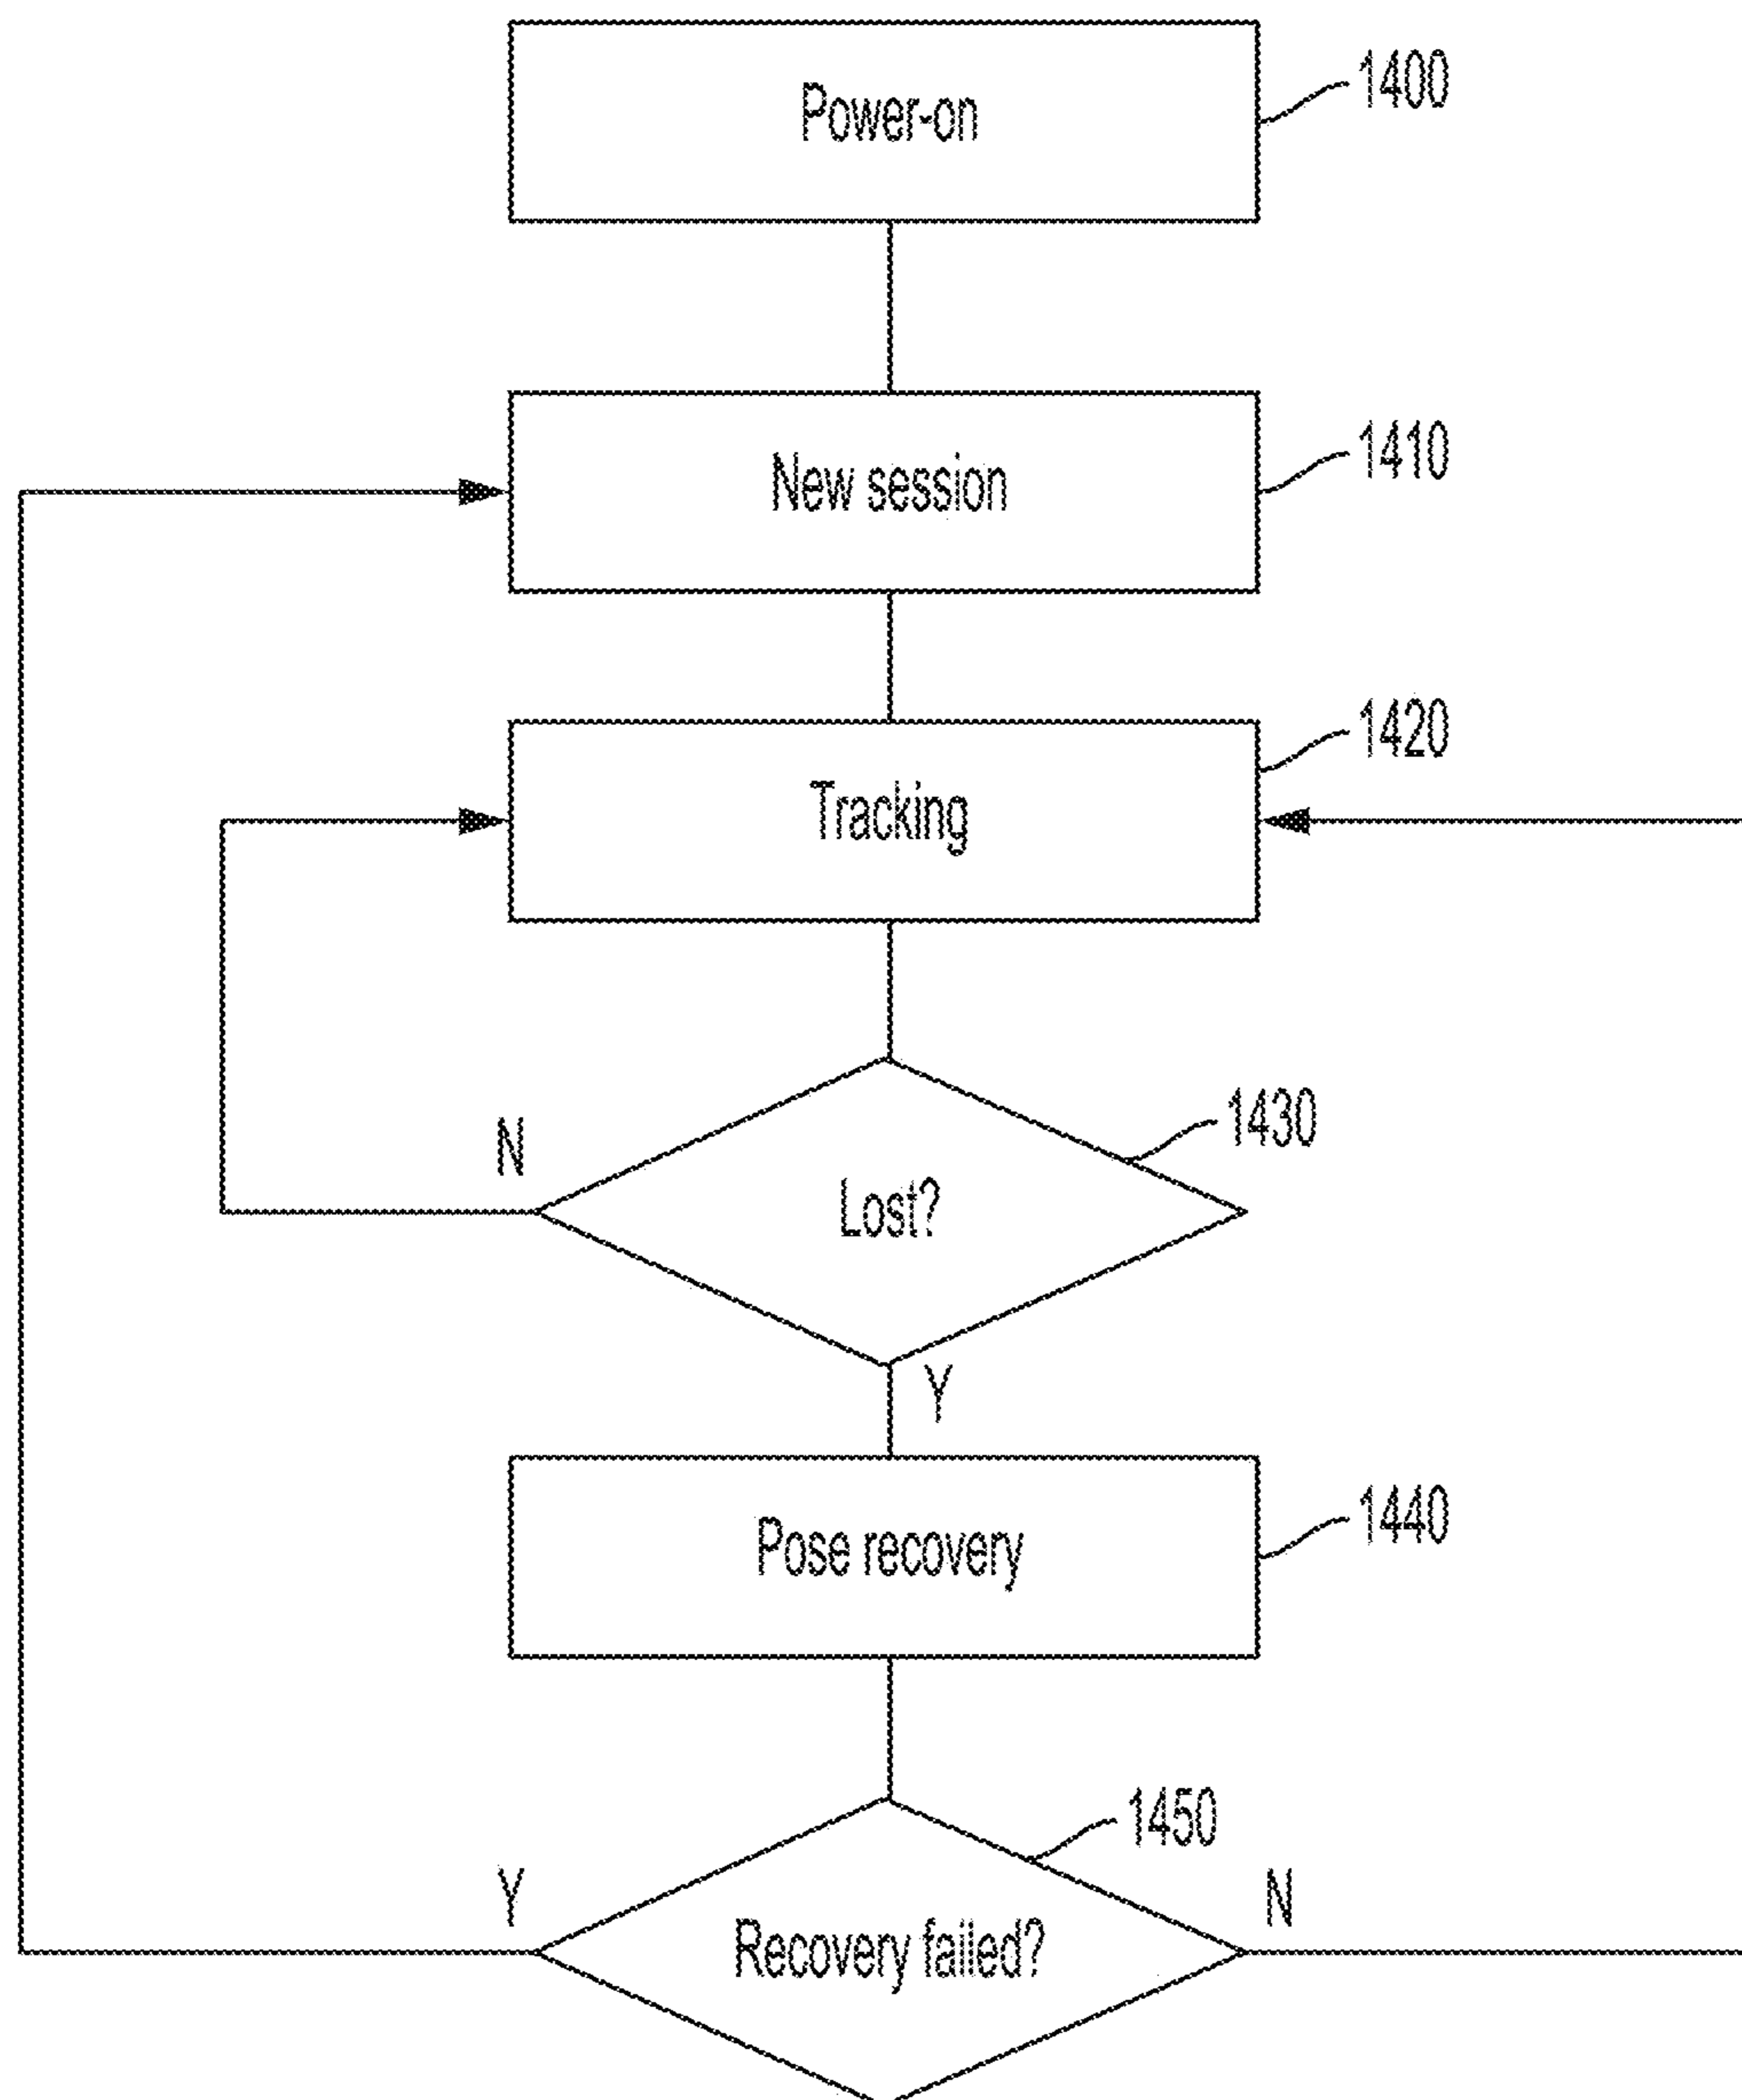 Power-on
1400
New session
1410
Tracking
1420
N
Lost?
1430
Y
Pose recovery
1440
Y
Recovery failed?
1450
N